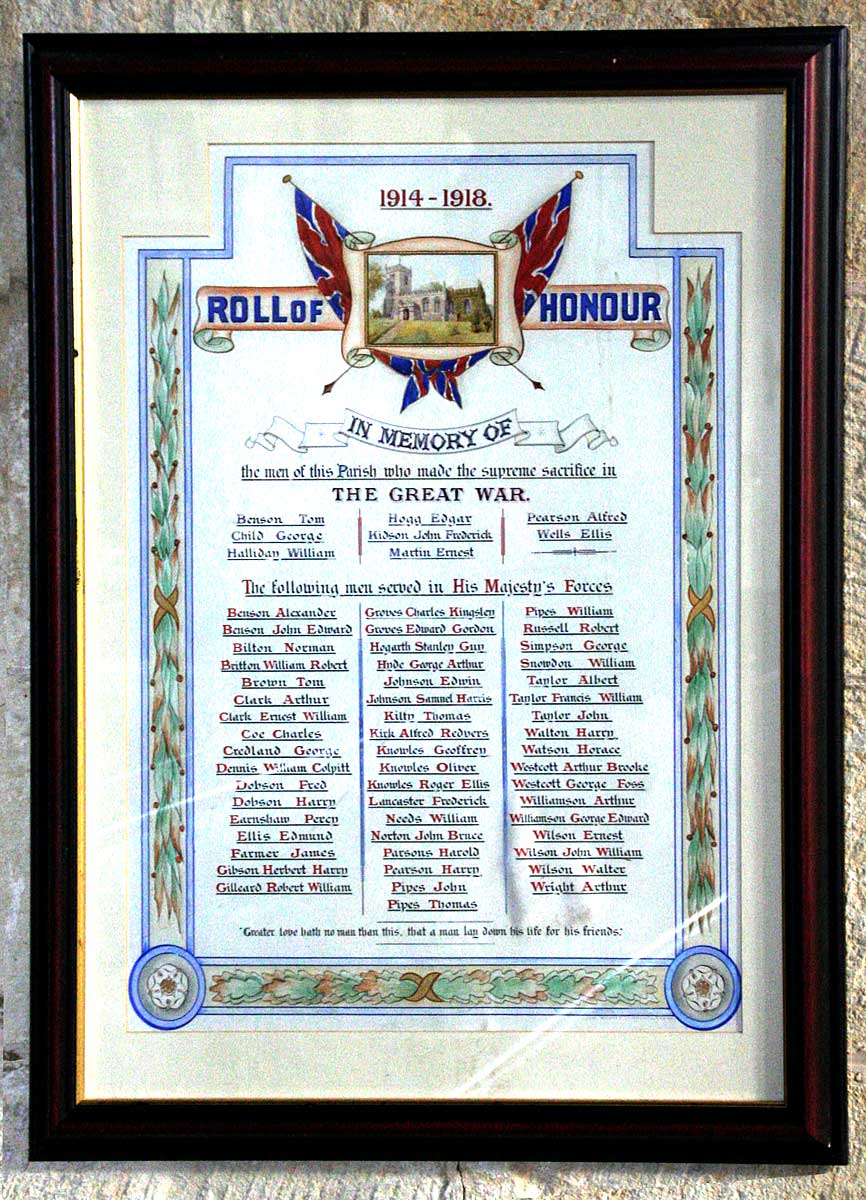 1914-1918.
ROLL OF HONOUR
IN MEMORY OF
the men of this Parish who made the supreme sacrifice in
THE GREAT WAR.
Benson Tom
Child George
Halliday William
Hogg Edgar
Kidson John Frederick
Martin Ernest
Pearson Alfred
Wells Ellis
The following men served in His Majesty's Forces
Benson Alexander
Benson John Edward
Bilton Norman
Britton William Robert
Brown Tom
Clark Arthur
Clark Ernest William
Coe Charles
Credland George
Dennis William Colpitt
Dobson Fred
Dobson Harry
Earnshaw Percy
Ellis Edmund
Farmer James
Gibson Herbert Harry
Gilleard Robert William
Groves Charles Kingsley
Groves Edward Gordon
Hogarth Stanley Guy
Hyde George Arthur
Johnson Edwin
Johnson Samuel Harris
Kilty Thomas
Kirk Alfred Redvers
Knowles Geoffrey
Knowles Oliver
Knowles Roger Ellis
Lancaster Frederick
Needs William
Norton John Bruce
Parsons Harold
Pearson Harry
Pipes John
Pipes Thomas
Pipes William
Russell Robert
Simpson George
Snowdon William
Taylor Albert
Taylor Francis William
Taylor John
Walton Harry
Watson Horace
Westcott Arthur Brooke
Westcott George Foss
Williamson Arthur
Williamson George Edward
Wilson Ernest
Wilson John William
Wilson Walter
Wright Arthur
"Greater love hath no man than this, that a man lay down his life for his friends."